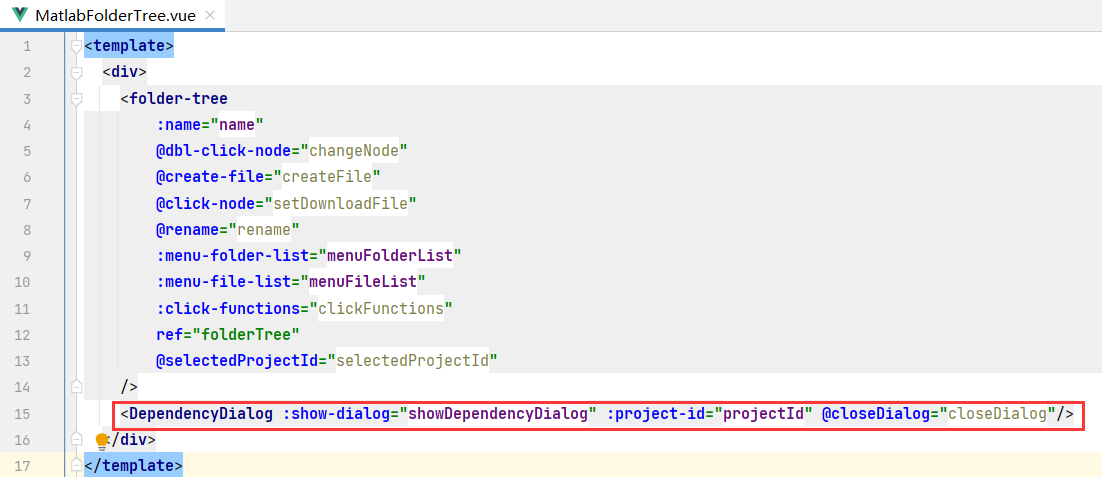 MatlabFolderTree.vue
1 <template>
2 <div>
3 <folder-tree
4 :name="name"
5 @dbl-click-node="changeNode"
6 @create-file="createFile"
7 @click-node="setDownloadFile"
8 @rename="rename"
9 :menu-folder-list="menuFolderList"
10 :menu-file-list="menuFileList"
11 :click-functions="clickFunctions"
12 ref="folderTree"
13 @selectedProjectId="selectedProjectId"
14 />
15 <DependencyDialog :show-dialog="showDependencyDialog" :project-id="projectId" @closeDialog="closeDialog"/>
16 </div>
17 </template>